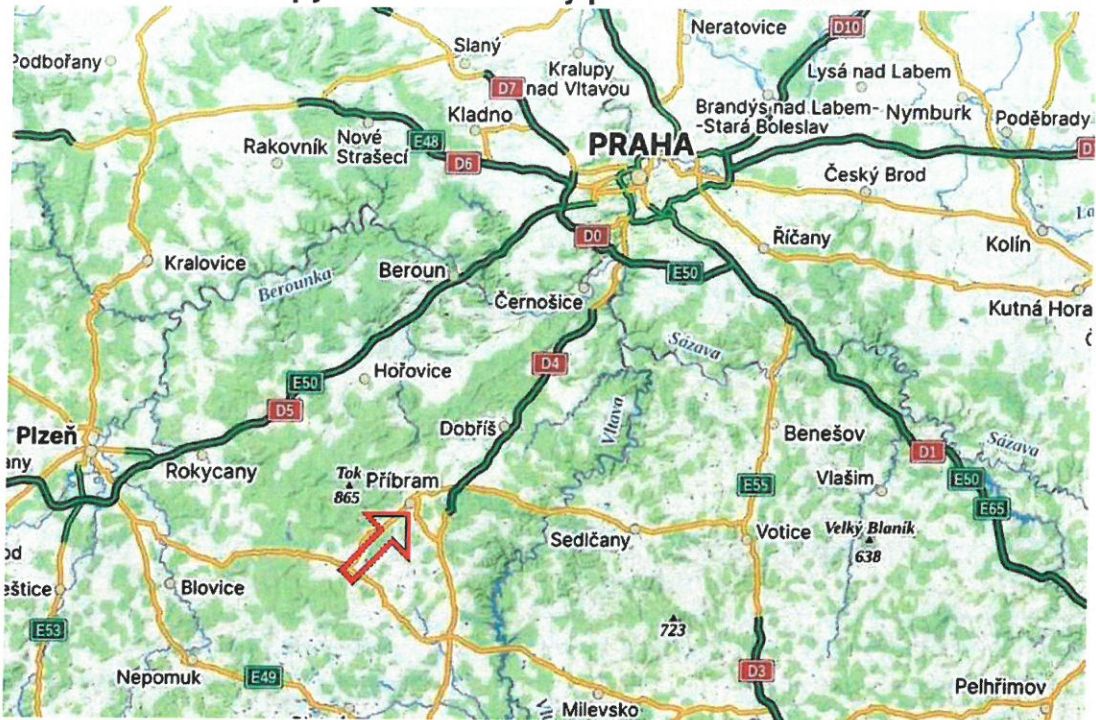 Neratovice
D10
Slaný
Podbořany
Kralupy
nad Vltavou
Lysá nad Labem
D7
Kladno
Brandýs nad Labem-
-Stará Boleslav
Nymburk
Poděbrady
Rakovník
Nové
Strašecí
E48
D6
PRAHA
Český Brod
D0
Říčany
Kolín
Kralovice
Beroun
Berounka
E50
Černošice
Kutná Hora
Sázava
D4
Hořovice
E50
D5
Vltava
Dobříš
Plzeň
Benešov
Sázava
D1
Rokycany
Tok
865
Příbram
E55
Vlašim
E50
E65
Sedlčany
Votice
Velký Blaník
638
Blovice
E53
723
Nepomuk
E49
D3
Pelhřimov
Milevsko